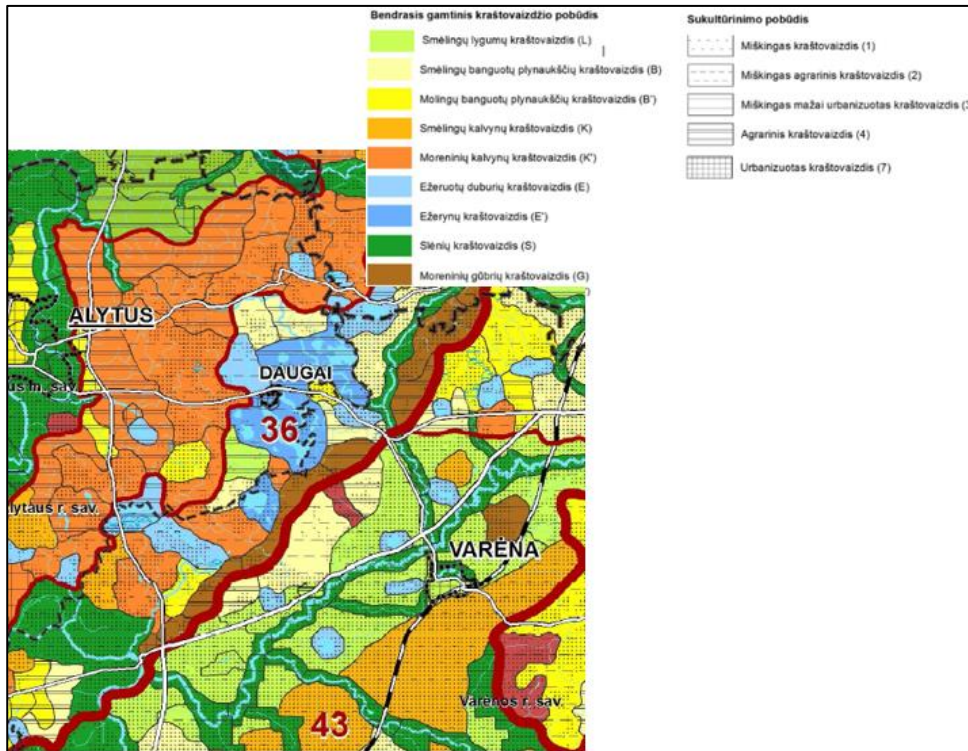 Bendrasis gamtinis kraštovaizdžio pobūdis
Smėlingų lygumų kraštovaizdis (L)
Smėlingų banguotų plynaukščių kraštovaizdis (B)
Molingų banguotų plynaukščių kraštovaizdis (B')
Smėlingų kalvynų kraštovaizdis (K)
Moreninių kalvynų kraštovaizdis (K')
Ežeruotų duburių kraštovaizdis (E)
Ežerynų kraštovaizdis (E')
Slėnių kraštovaizdis (S)
Moreninių gūbrių kraštovaizdis (G)
Sukultūrinimo pobūdis
Miškingas kraštovaizdis (1)
Miškingas agrarinis kraštovaizdis (2)
Miškingas mažai urbanizuotas kraštovaizdis (3
Agrarinis kraštovaizdis (4)
Urbanizuotas kraštovaizdis (7)
ALYTUS
DAUGAI
us m. sav.
36
lytaus r. sav.
VARĖNA
Varėnos r. sav.
43